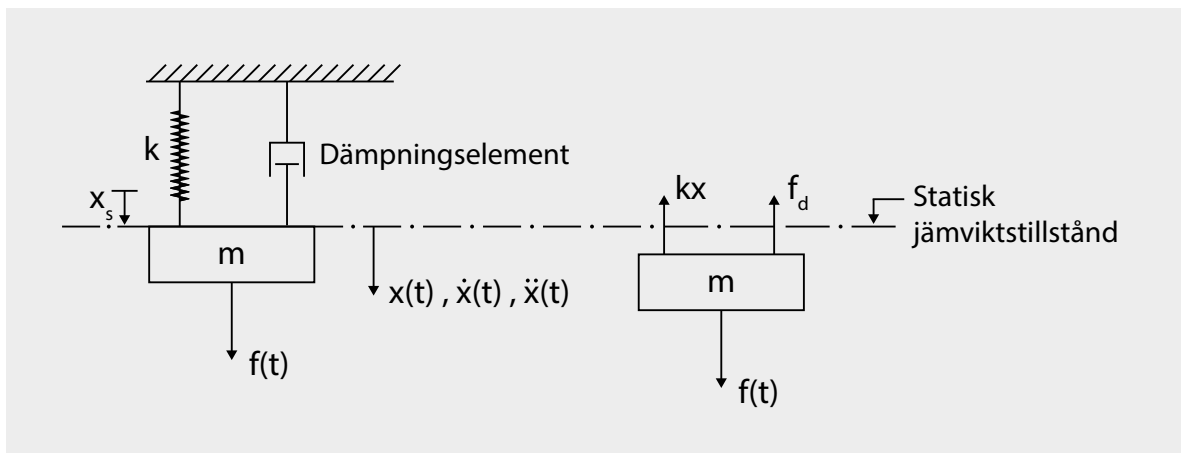 k
Dämpningselement
x_s
kx
f_d
Statisk
jämviktstillstånd
m
m
x(t) , ẋ(t) , ẍ(t)
f(t)
f(t)